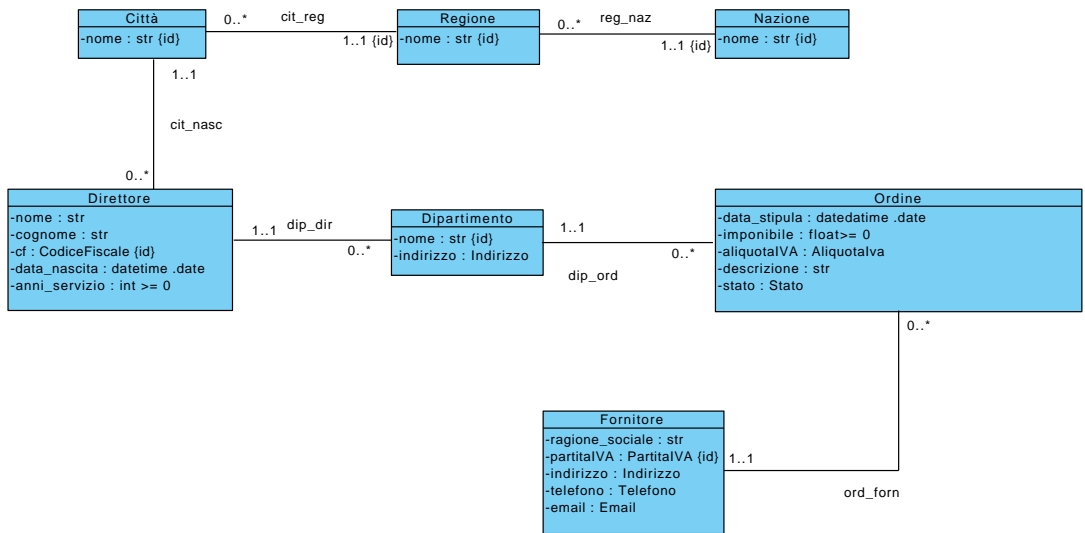 Città
-nome : str {id}
0..*
cit_reg
1..1 {id}
Regione
-nome : str {id}
0..*
reg_naz
1..1 {id}
Nazione
-nome : str {id}
1..1
cit_nasc
0..*
Direttore
-nome : str
-cognome : str
-cf : CodiceFiscale {id}
-data_nascita : datetime .date
-anni_servizio : int >= 0
1..1
dip_dir
0..*
Dipartimento
-nome : str {id}
-indirizzo : Indirizzo
1..1
dip_ord
0..*
Ordine
-data_stipula : datedatime .date
-imponibile : float>= 0
-aliquotaIVA : AliquotaIva
-descrizione : str
-stato : Stato
0..*
Fornitore
-ragione_sociale : str
-partitaIVA : PartitaIVA {id}
-indirizzo : Indirizzo
-telefono : Telefono
-email : Email
1..1
ord_forn